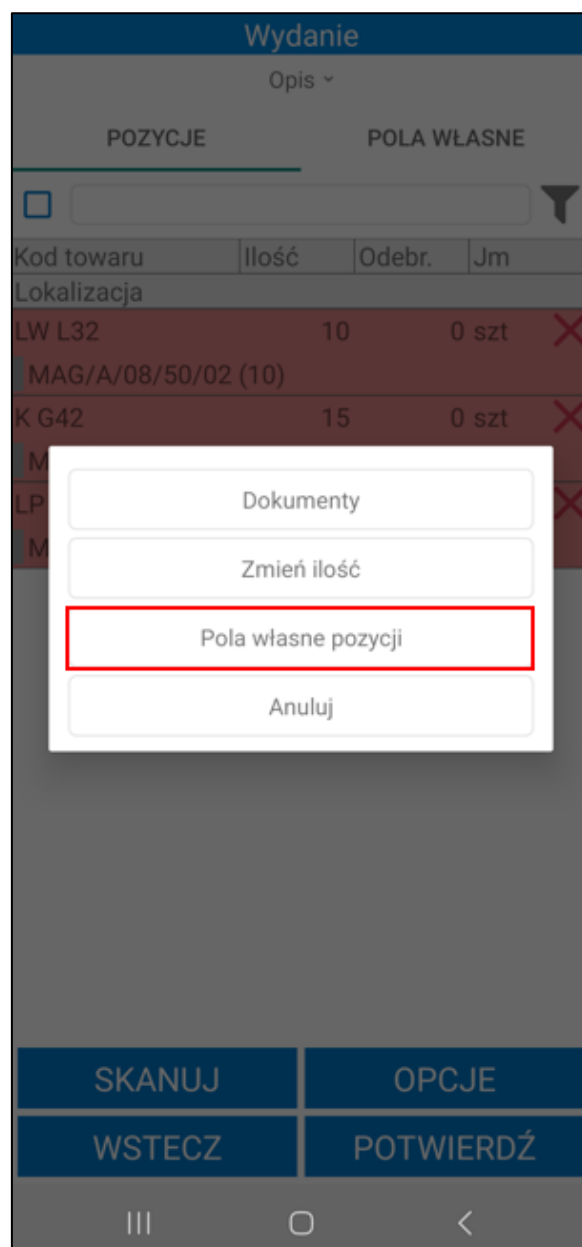 Wydanie
Opis
POZYCJE POLA WŁASNE
Kod towaru Ilość Odebr. Jm
Lokalizacja
LW L32 10 0 szt
MAG/A/08/50/02 (10)
K G42 15 0 szt
M
LP
M
Dokumenty
Zmień ilość
Pola własne pozycji
Anuluj
SKANUJ OPCJE
WSTECZ POTWIERDŹ